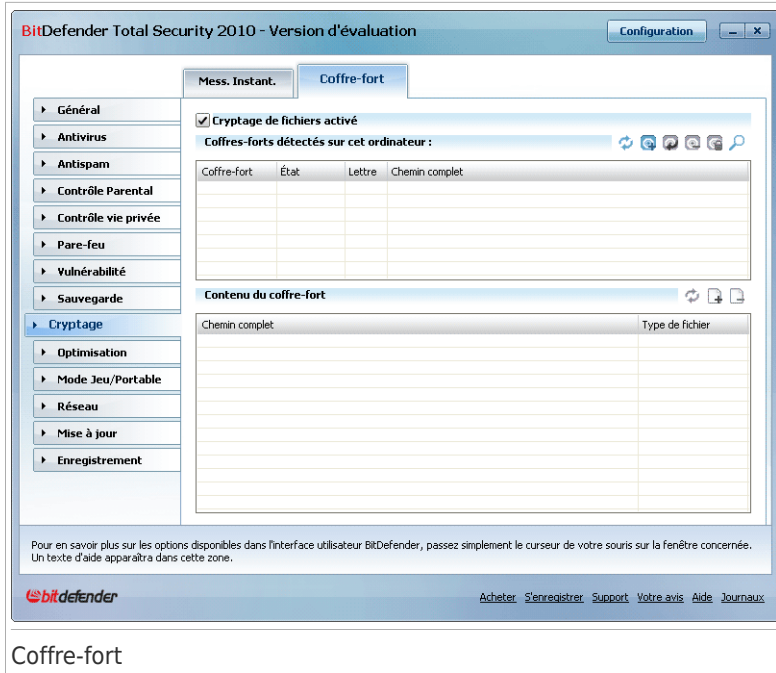 BitDefender Total Security 2010 - Version d'évaluation
Configuration
Mess. Instant.
Coffre-fort
Général
Antivirus
Antispam
Contrôle Parental
Contrôle vie privée
Pare-feu
Vulnérabilité
Sauvegarde
Cryptage
Optimisation
Mode Jeu/Portable
Réseau
Mise à jour
Enregistrement
Cryptage de fichiers activé
Coffres-forts détectés sur cet ordinateur :
Coffre-fort État Lettre Chemin complet
Contenu du coffre-fort
Chemin complet Type de fichier
Pour en savoir plus sur les options disponibles dans l'interface utilisateur BitDefender, passez simplement le curseur de votre souris sur la fenêtre concernée.
Un texte d'aide apparaîtra dans cette zone.
bitdefender
Acheter S'enregistrer Support Votre avis Aide Journaux
Coffre-fort